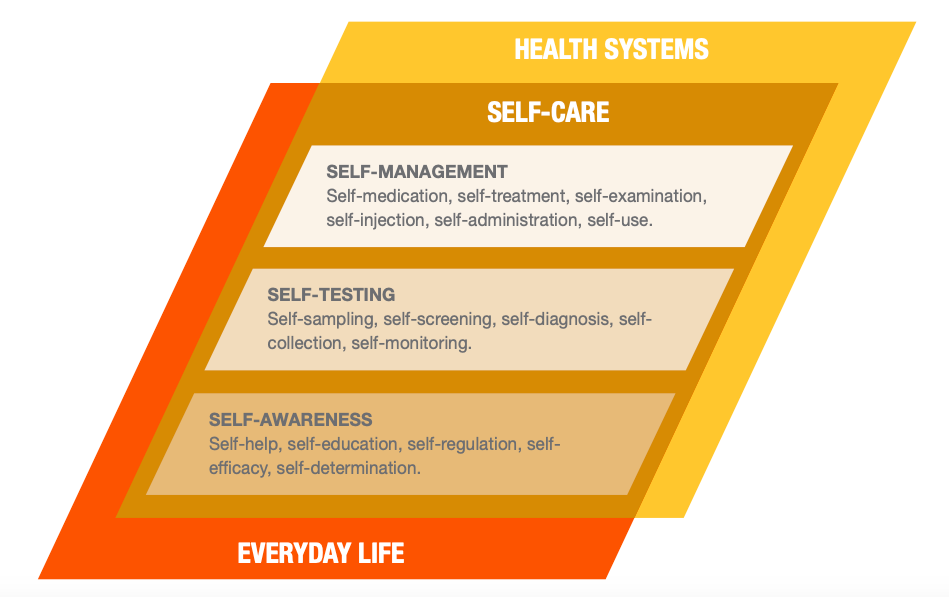 HEALTH SYSTEMS
SELF-CARE
SELF-MANAGEMENT
Self-medication, self-treatment, self-examination,
self-injection, self-administration, self-use.
SELF-TESTING
Self-sampling, self-screening, self-diagnosis, self-
collection, self-monitoring.
SELF-AWARENESS
Self-help, self-education, self-regulation, self-
efficacy, self-determination.
EVERYDAY LIFE